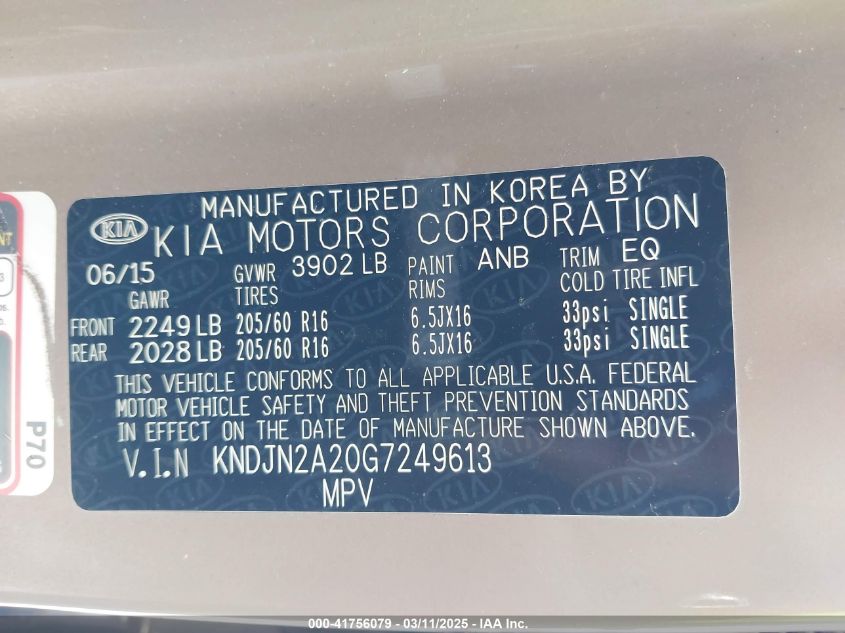 MANUFACTURED IN KOREA BY
KIA KIA MOTORS CORPORATION
06/15 GVWR 3902 LB PAINT ANB TRIM EQ
GAWR TIRES RIMS COLD TIRE INFL
FRONT 2249 LB 205/60 R16 6.5JX16 33psi SINGLE
REAR 2028 LB 205/60 R16 6.5JX16 33psi SINGLE
THIS VEHICLE CONFORMS TO ALL APPLICABLE U.S.A. FEDERAL
MOTOR VEHICLE SAFETY AND THEFT PREVENTION STANDARDS
IN EFFECT ON THE DATE OF MANUFACTURE SHOWN ABOVE.
V.I.N KNDJN2A20G7249613
MPV
P70
000-41756079 - 03/11/2025 - IAA Inc.